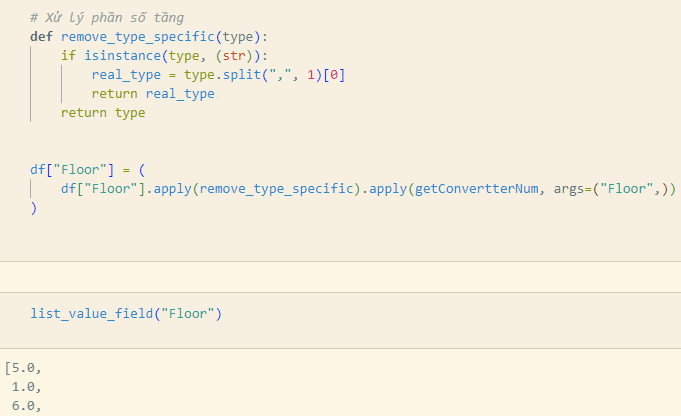 # Xử lý phần số tầng
def remove_type_specific(type):
    if isinstance(type, (str)):
        real_type = type.split(",", 1)[0]
        return real_type
    return type
df["Floor"] = (
    df["Floor"].apply(remove_type_specific).apply(getConvertterNum, args=("Floor",))
)
list_value_field("Floor")
[5.0,
 1.0,
 6.0,